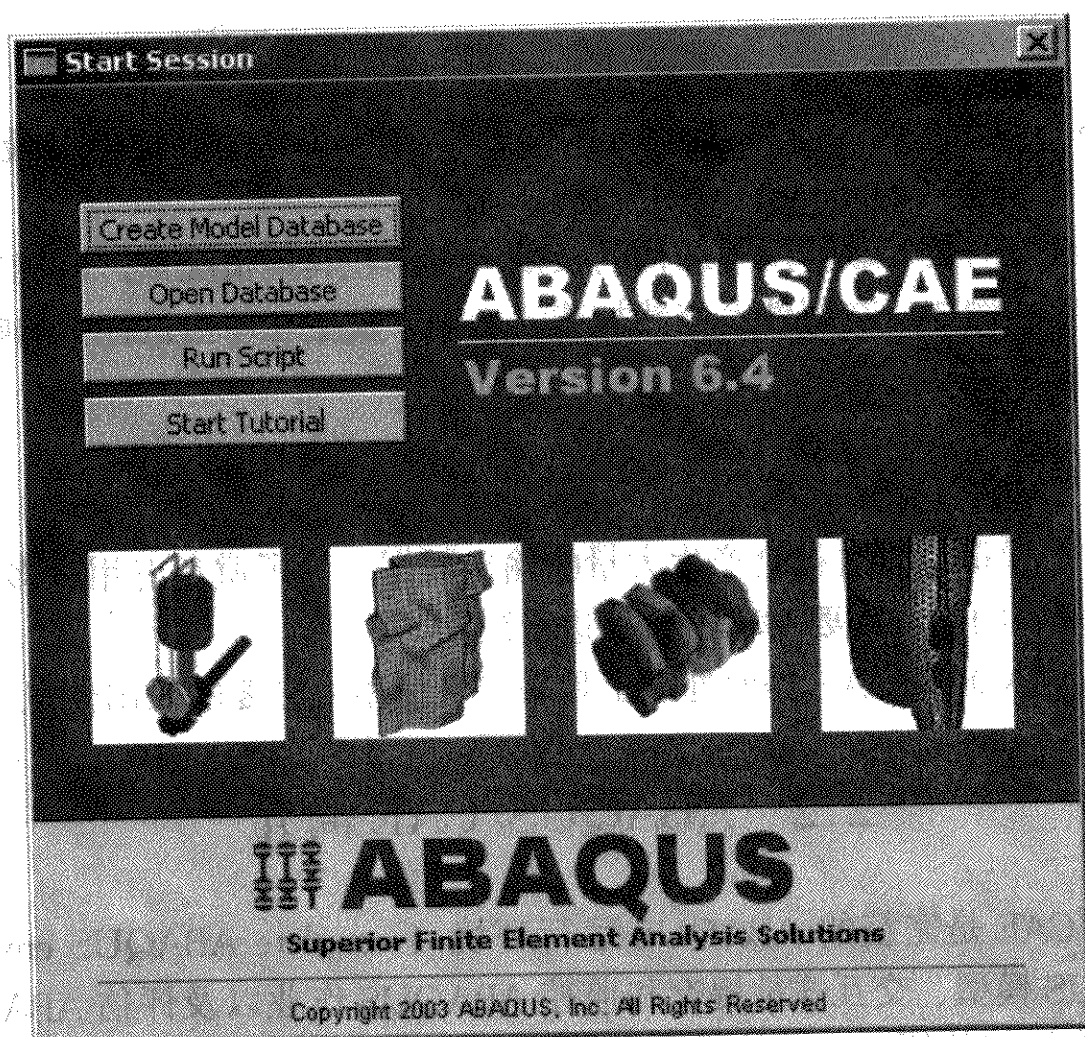 Start Session
Create Model Database
Open Database
Run Script
Start Tutorial
ABAQUS/CAE
Version 6.4
ABAQUS
Superior Finite Element Analysis Solutions
Copyright 2003 ABAQUS, Inc. All Rights Reserved